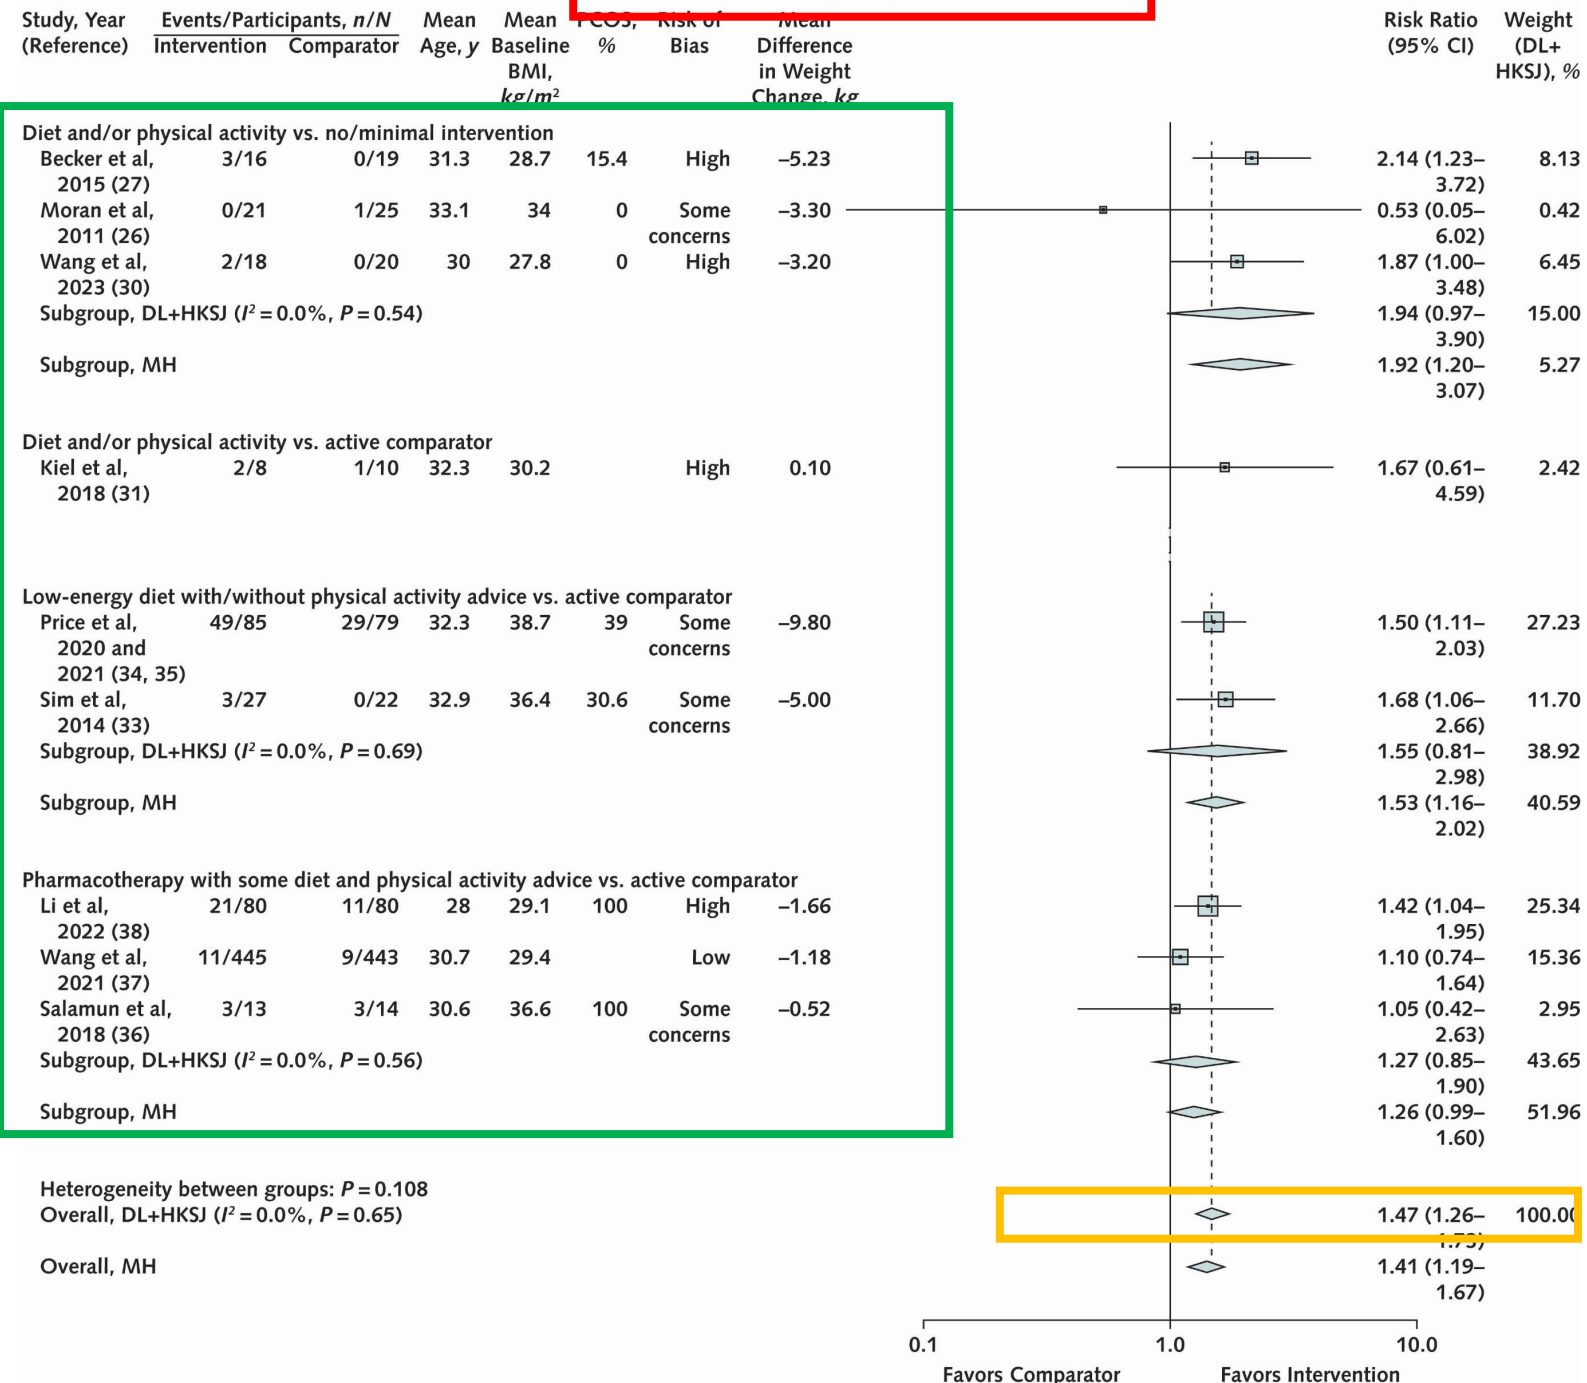 Study, Year Events/Participants, n/N Mean Mean PCOS, Risk of Mean Risk Ratio Weight
(Reference) Intervention Comparator Age, y Baseline % Bias Difference (95% CI) (DL+
BMI, in Weight HKSJ), %
kg/m² Change, kg
Diet and/or physical activity vs. no/minimal intervention
Becker et al, 3/16 0/19 31.3 28.7 15.4 High –5.23 2.14 (1.23– 8.13
2015 (27) 3.72)
Moran et al, 0/21 1/25 33.1 34 0 Some –3.30 0.53 (0.05– 0.42
2011 (26) concerns 6.02)
Wang et al, 2/18 0/20 30 27.8 0 High –3.20 1.87 (1.00– 6.45
2023 (30) 3.48)
Subgroup, DL+HKSJ (I² = 0.0%, P = 0.54) 1.94 (0.97– 15.00
3.90)
Subgroup, MH 1.92 (1.20– 5.27
3.07)
Diet and/or physical activity vs. active comparator
Kiel et al, 2/8 1/10 32.3 30.2 High 0.10 1.67 (0.61– 2.42
2018 (31) 4.59)
Low-energy diet with/without physical activity advice vs. active comparator
Price et al, 49/85 29/79 32.3 38.7 39 Some –9.80 1.50 (1.11– 27.23
2020 and concerns 2.03)
2021 (34, 35)
Sim et al, 3/27 0/22 32.9 36.4 30.6 Some –5.00 1.68 (1.06– 11.70
2014 (33) concerns 2.66)
Subgroup, DL+HKSJ (I² = 0.0%, P = 0.69) 1.55 (0.81– 38.92
2.98)
Subgroup, MH 1.53 (1.16– 40.59
2.02)
Pharmacotherapy with some diet and physical activity advice vs. active comparator
Li et al, 21/80 11/80 28 29.1 100 High –1.66 1.42 (1.04– 25.34
2022 (38) 1.95)
Wang et al, 11/445 9/443 30.7 29.4 Low –1.18 1.10 (0.74– 15.36
2021 (37) 1.64)
Salamun et al, 3/13 3/14 30.6 36.6 100 Some –0.52 1.05 (0.42– 2.95
2018 (36) concerns 2.63)
Subgroup, DL+HKSJ (I² = 0.0%, P = 0.56) 1.27 (0.85– 43.65
1.90)
Subgroup, MH 1.26 (0.99– 51.96
1.60)
Heterogeneity between groups: P = 0.108
Overall, DL+HKSJ (I² = 0.0%, P = 0.65) 1.47 (1.26– 100.00
1.73)
Overall, MH 1.41 (1.19–
1.67)
0.1 1.0 10.0
Favors Comparator Favors Intervention